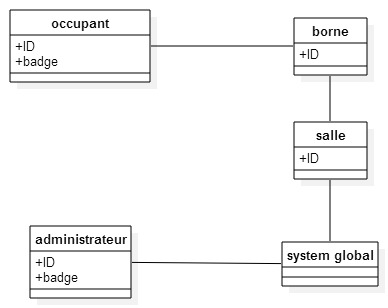 occupant
+ID
+badge
borne
+ID
salle
+ID
administrateur
+ID
+badge
system global